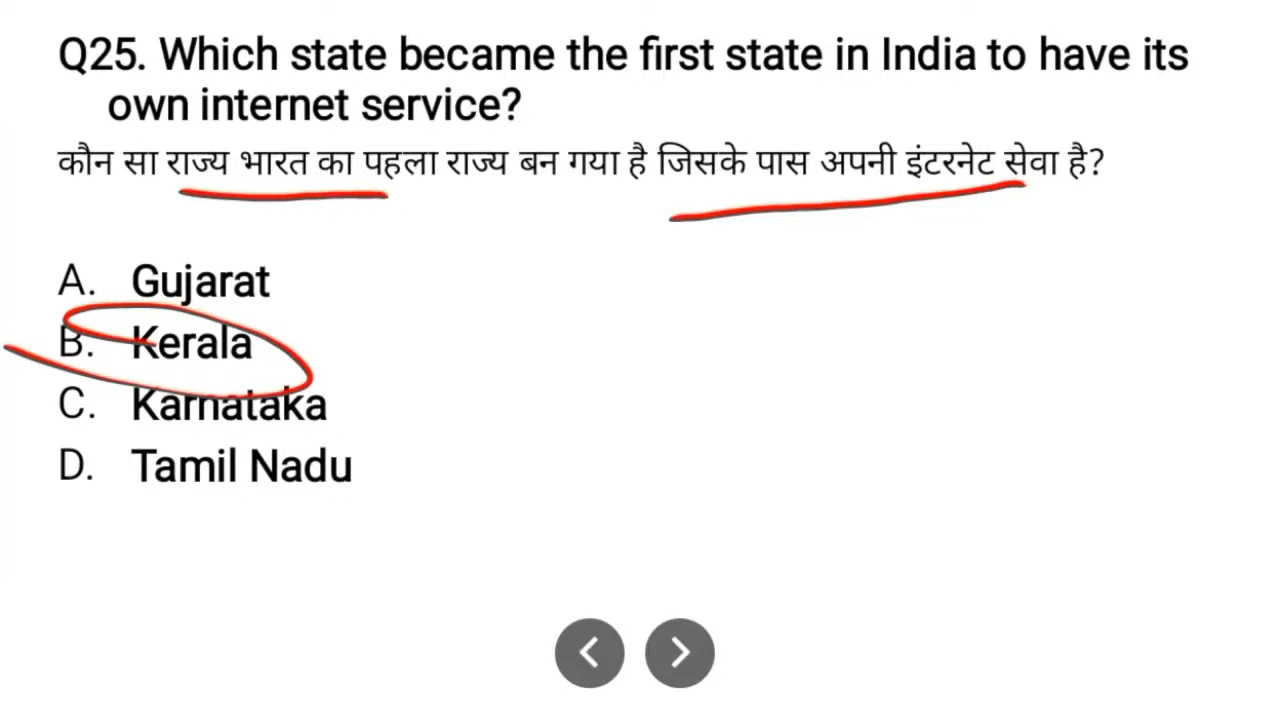 Q25. Which state became the first state in India to have its
own internet service?
कौन सा राज्य भारत का पहला राज्य बन गया है जिसके पास अपनी इंटरनेट सेवा है?
A. Gujarat
B. Kerala
C. Karnataka
D. Tamil Nadu